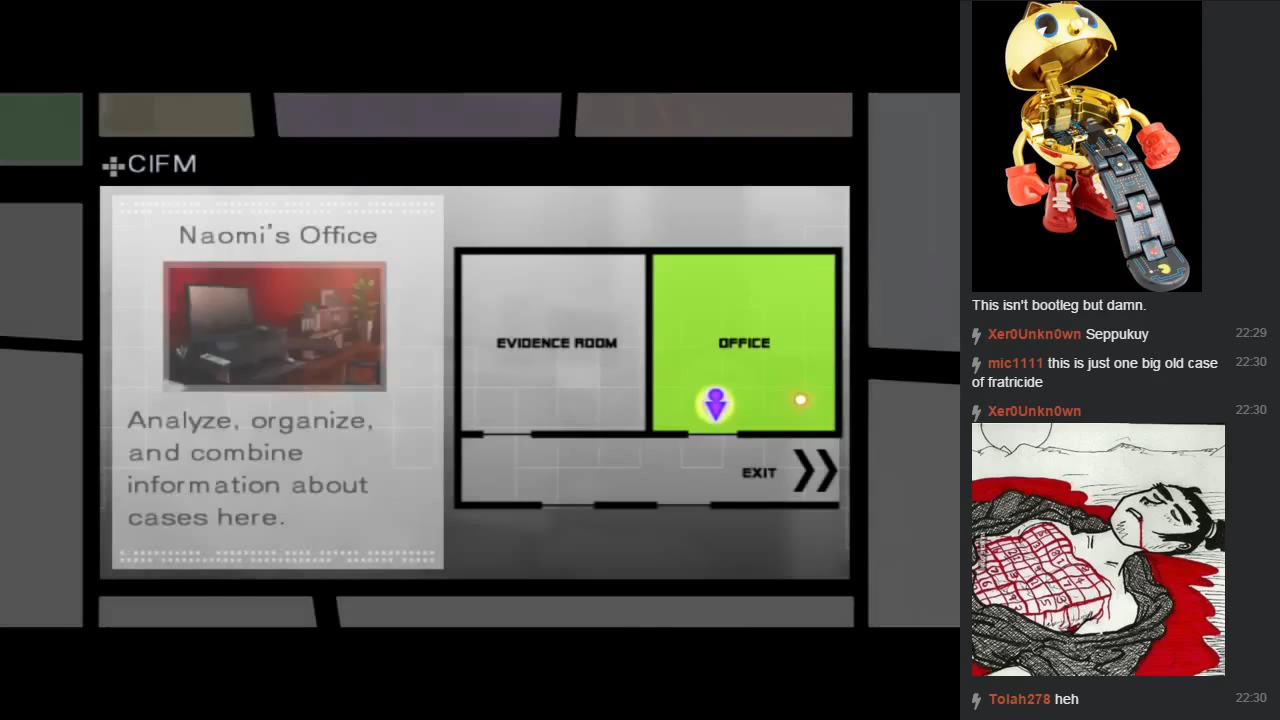 CIFM
Naomi's Office
Analyze, organize,
and combine
information about
cases here.
EVIDENCE ROOM
OFFICE
EXIT
This isn't bootleg but damn.
Xer0Unkn0wn Seppukuy 22:29
mic1111 this is just one big old case 22:30
of fratricide
Xer0Unkn0wn 22:30
Tolah278 heh 22:30